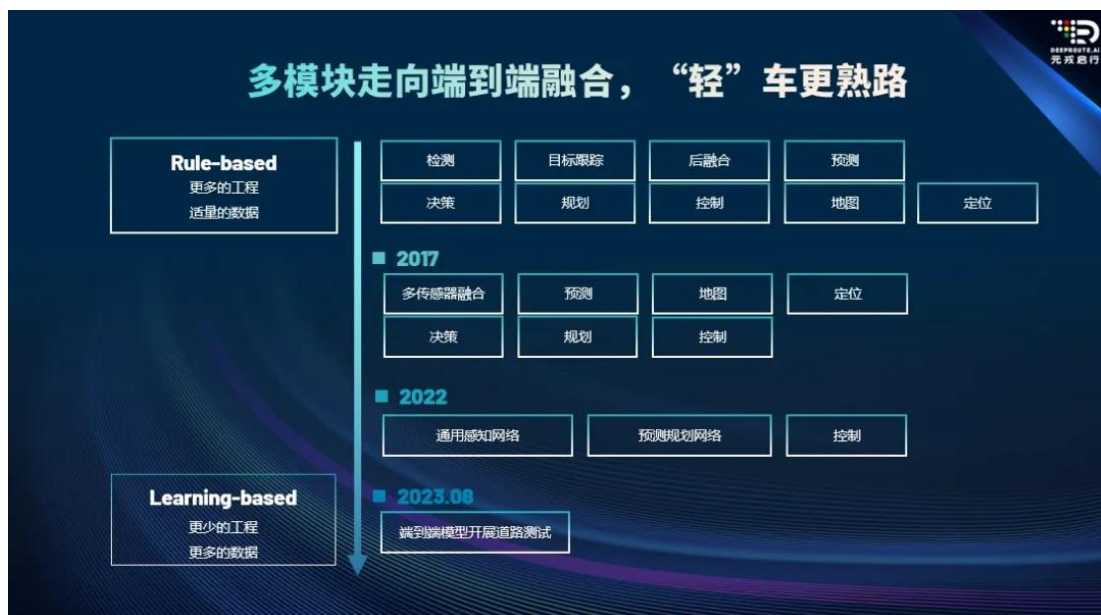 DEEPROUTE.AI
元戎启行
多模块走向端到端融合，“轻”车更熟路
Rule-based
更多的工程
适量的数据
检测 目标跟踪 后融合 预测
决策 规划 控制 地图 定位
2017
多传感器融合 预测 地图 定位
决策 规划 控制
2022
通用感知网络 预测规划网络 控制
Learning-based
更少的工程
更多的数据
2023.08
端到端模型开展道路测试